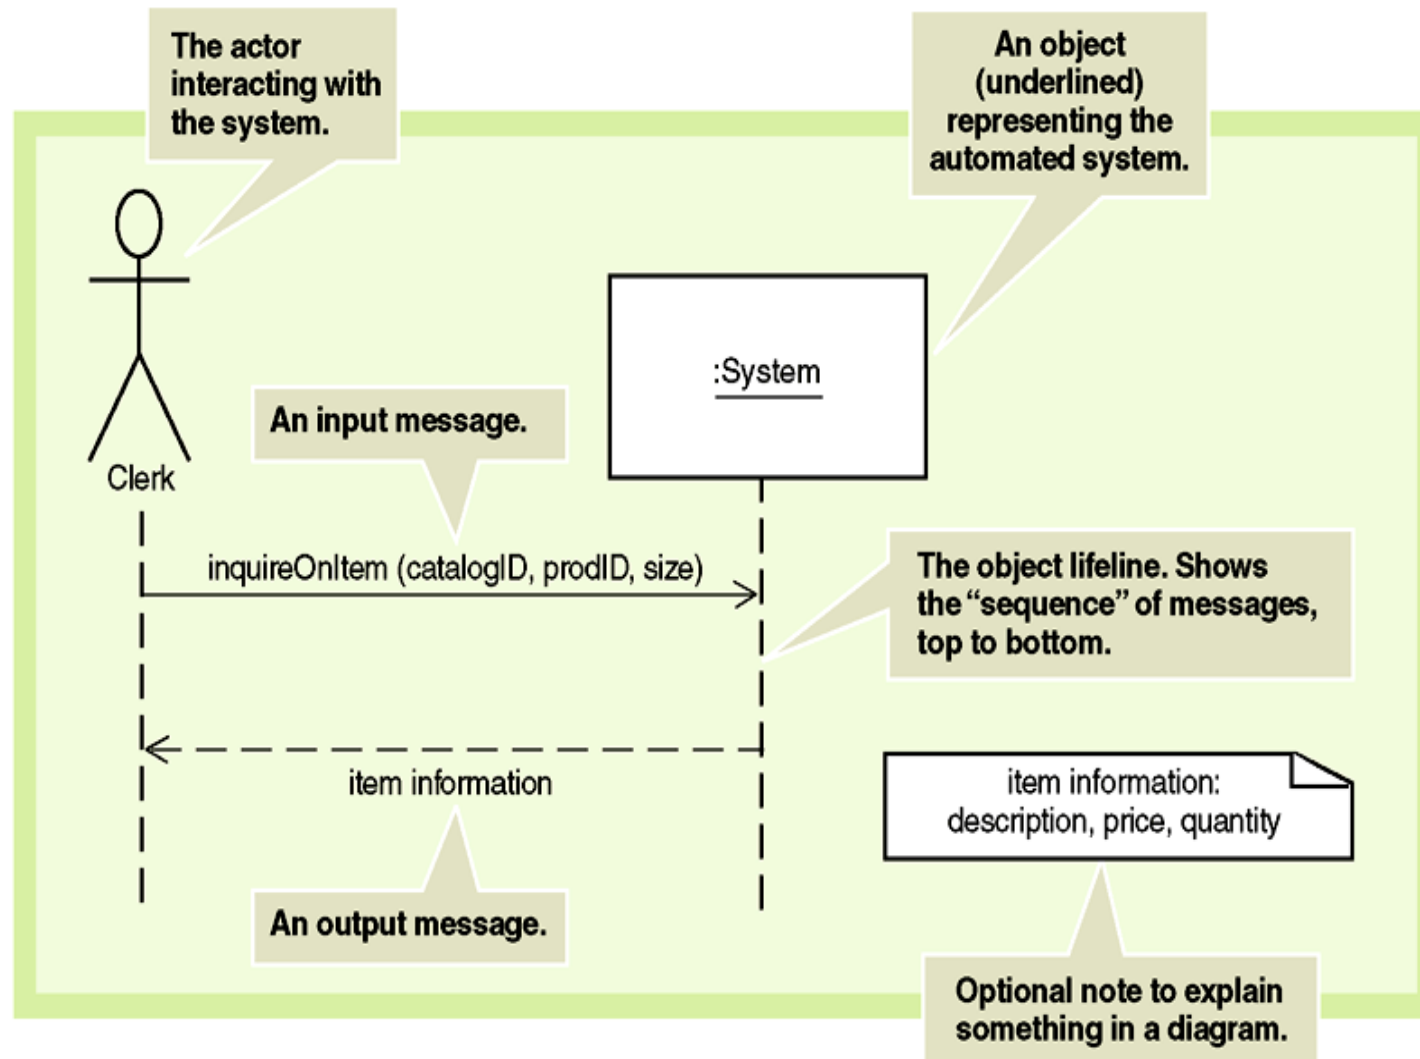 The actor
interacting with
the system.
An object
(underlined)
representing the
automated system.
:System
An input message.
Clerk
inquireOnItem (catalogID, prodID, size)
The object lifeline. Shows
the “sequence” of messages,
top to bottom.
item information
item information:
description, price, quantity
An output message.
Optional note to explain
something in a diagram.